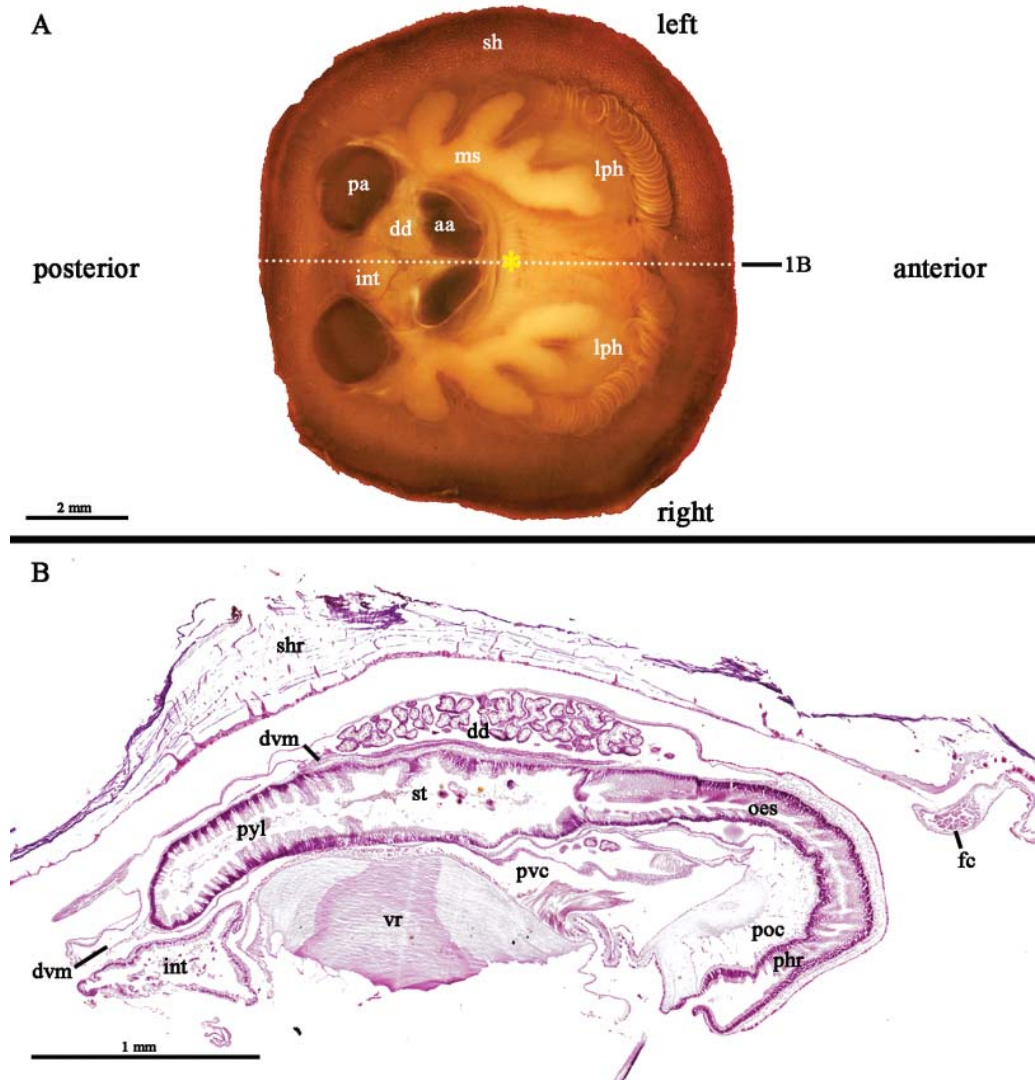 A
left
sh
ms
lph
pa
dd
aa
posterior
1B
anterior
int
lph
2 mm
right
B
shr
dd
dvm
st
oes
pyl
fc
pvc
vr
poc
dvm
int
phr
1 mm